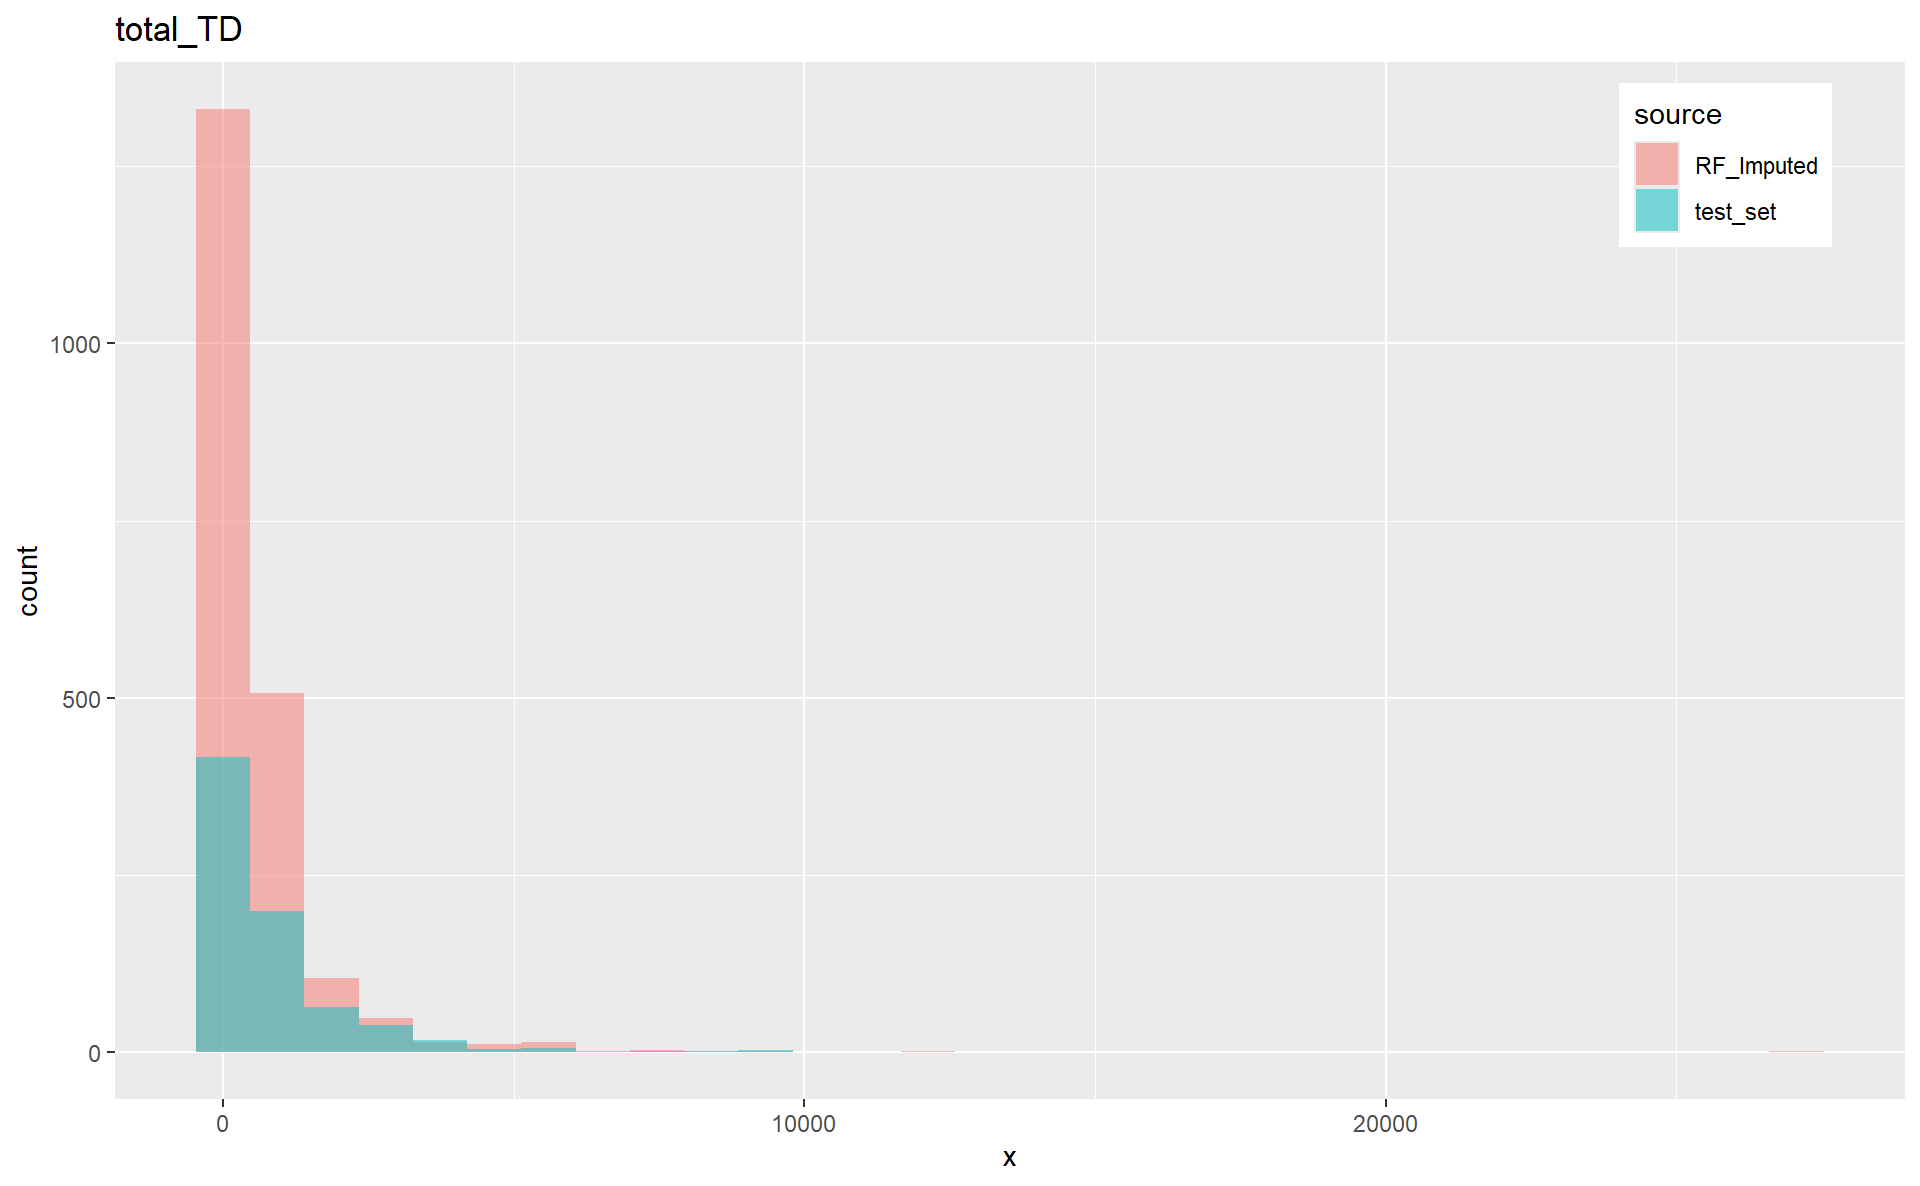 total_TD
source
RF_Imputed
test_set
1000
500
0
count
0 10000 20000
x